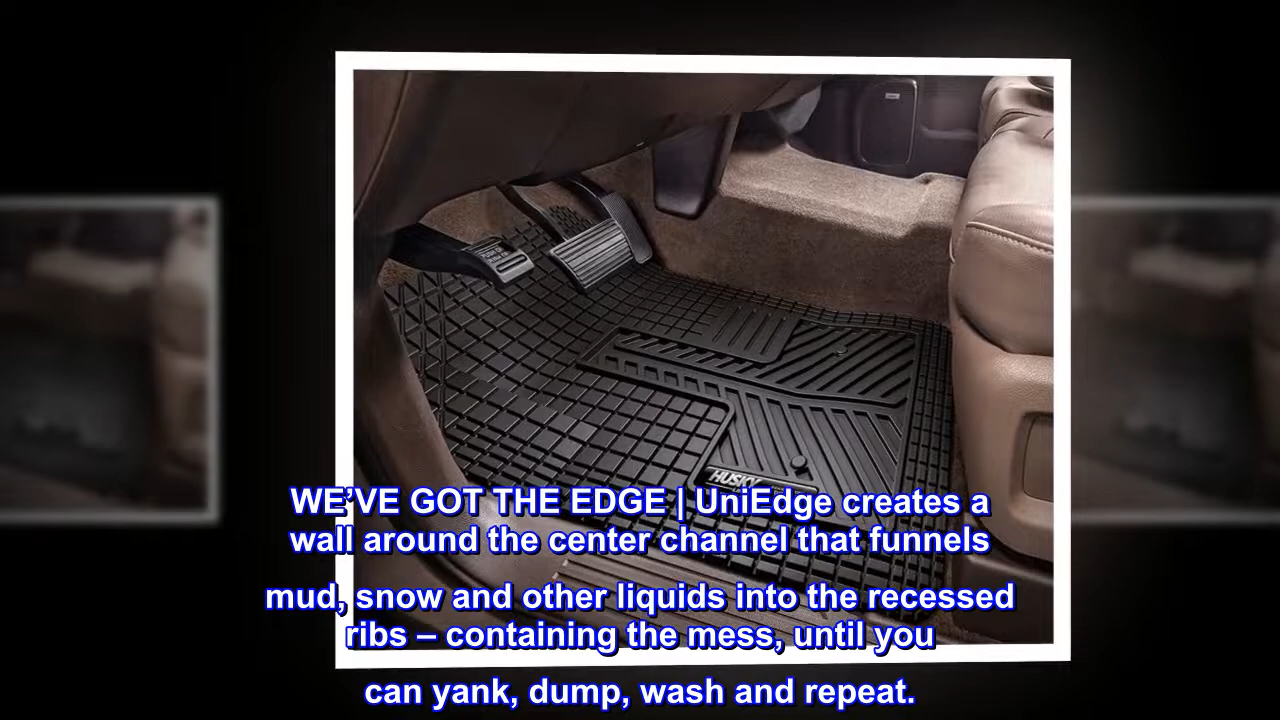 HUSKY
WE’VE GOT THE EDGE | UniEdge creates a
wall around the center channel that funnels
mud, snow and other liquids into the recessed
ribs – containing the mess, until you
can yank, dump, wash and repeat.